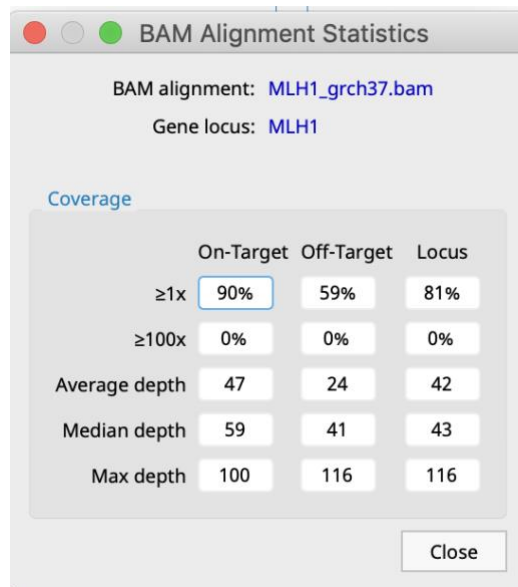 BAM Alignment Statistics
BAM alignment: MLH1_grch37.bam
Gene locus: MLH1
Coverage
On-Target Off-Target Locus
≥1x 90% 59% 81%
≥100x 0% 0% 0%
Average depth 47 24 42
Median depth 59 41 43
Max depth 100 116 116
Close